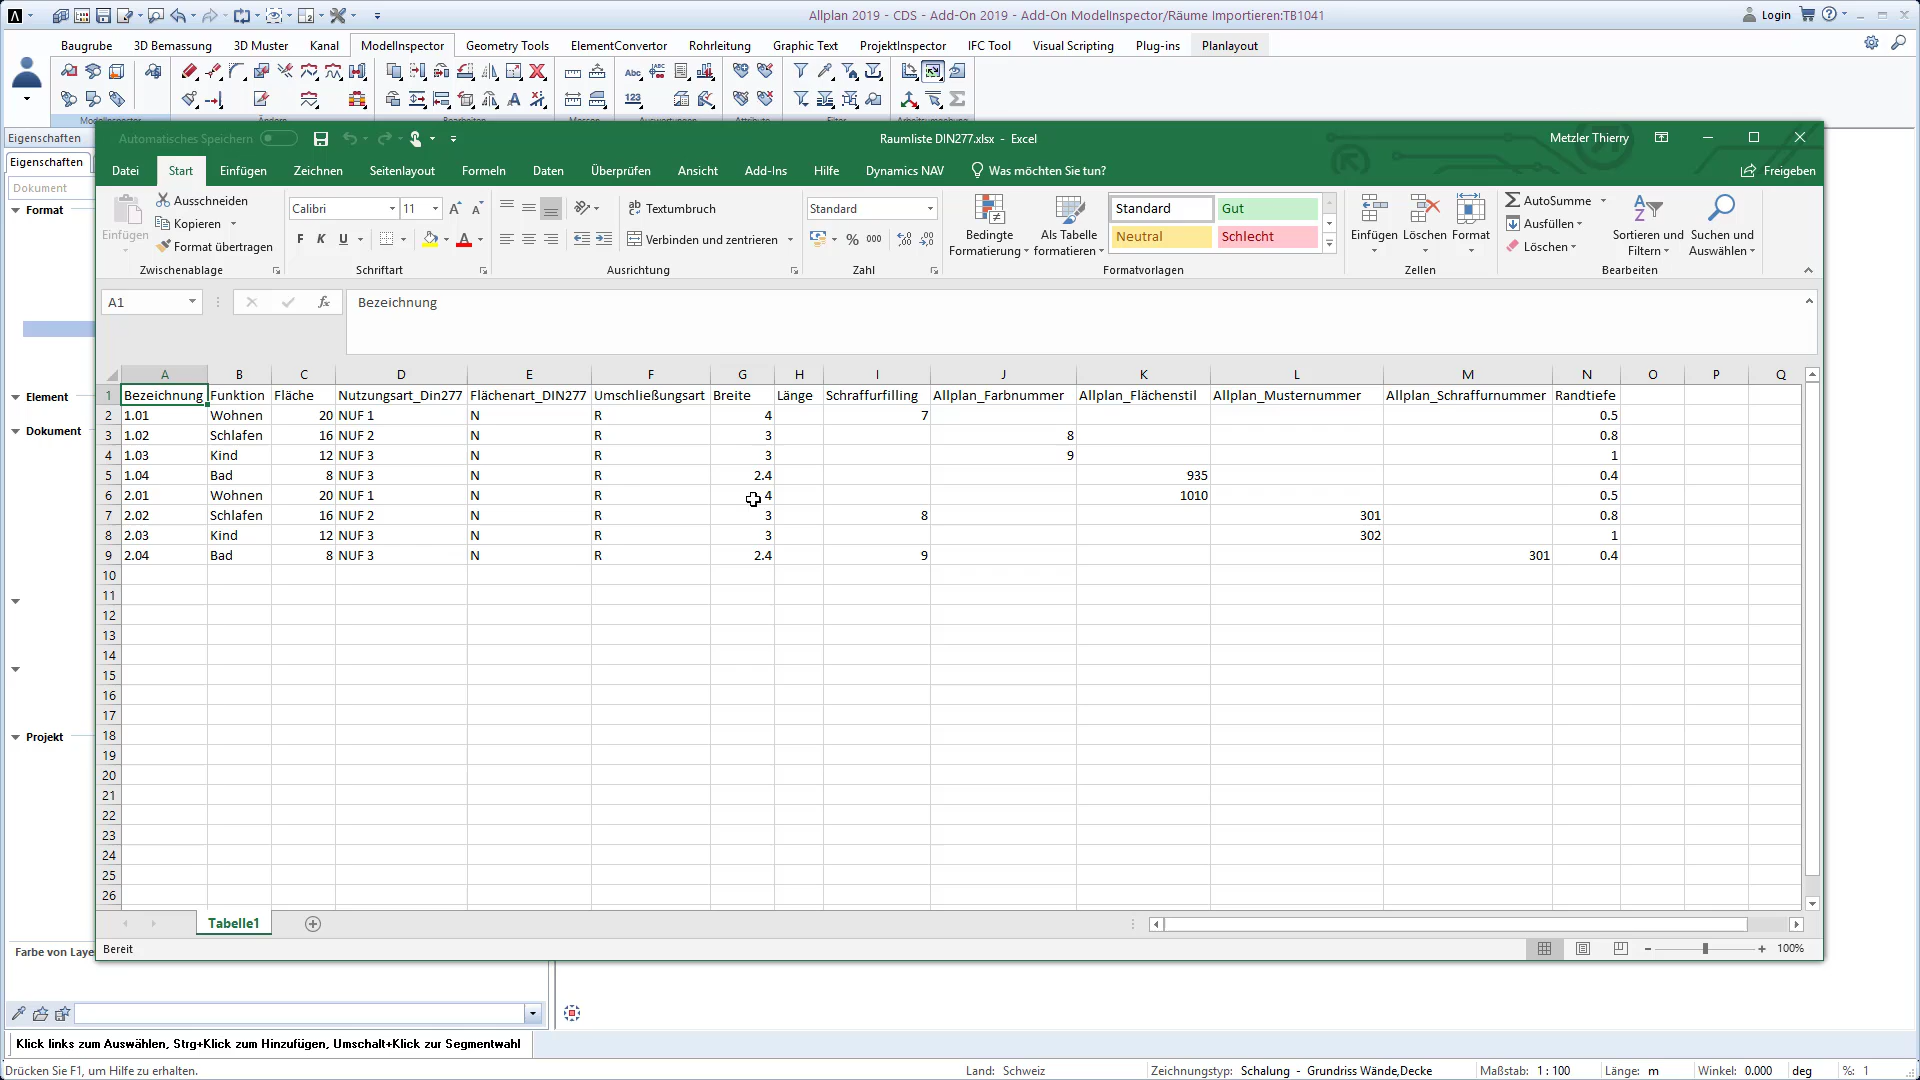 Allplan 2019 - CDS - Add-On 2019 - Add-On ModelInspector/Räume Importieren:TB1041
Login
Baugrube 3D Bemassung 3D Muster Kanal ModelInspector Geometry Tools ElementConvertor Rohrleitung Graphic Text ProjektInspector IFC Tool Visual Scripting Plug-ins Planlayout
Eigenschaften
Eigenschaften
Dokument
Format
Element
Dokument
Projekt
Farbe von Laye
Automatisches Speichern
Raumliste DIN277.xlsx - Excel
Metzler Thierry
Datei Start Einfügen Zeichnen Seitenlayout Formeln Daten Überprüfen Ansicht Add-Ins Hilfe Dynamics NAV Was möchten Sie tun? Freigeben
Einfügen
Ausschneiden
Kopieren
Format übertragen
Zwischenablage
Calibri 11
F K U
Schriftart
Textumbruch
Verbinden und zentrieren
Ausrichtung
Standard
% 000
Zahl
Bedingte Formatierung
Als Tabelle formatieren
Standard Gut
Neutral Schlecht
Formatvorlagen
Einfügen Löschen Format
Zellen
AutoSumme
Ausfüllen
Löschen
Sortieren und Filtern
Suchen und Auswählen
Bearbeiten
A1 fx Bezeichnung
A B C D E F G H I J K L M N O P Q
1 Bezeichnung Funktion Fläche Nutzungsart_Din277 Flächenart_DIN277 Umschließungsart Breite Länge Schraffurfilling Allplan_Farbnummer Allplan_Flächenstil Allplan_Musternummer Allplan_Schraffurnummer Randtiefe
2 1.01 Wohnen 20 NUF 1 N R 4 7 0.5
3 1.02 Schlafen 16 NUF 2 N R 3 8 0.8
4 1.03 Kind 12 NUF 3 N R 3 9 1
5 1.04 Bad 8 NUF 3 N R 2.4 935 0.4
6 2.01 Wohnen 20 NUF 1 N R 4 1010 0.5
7 2.02 Schlafen 16 NUF 2 N R 3 8 301 0.8
8 2.03 Kind 12 NUF 3 N R 3 302 1
9 2.04 Bad 8 NUF 3 N R 2.4 9 301 0.4
10
11
12
13
14
15
16
17
18
19
20
21
22
23
24
25
26
Tabelle1
Bereit
100%
Klick links zum Auswählen, Strg+Klick zum Hinzufügen, Umschalt+Klick zur Segmentwahl
Drücken Sie F1, um Hilfe zu erhalten. Land: Schweiz Zeichnungstyp: Schalung - Grundriss Wände,Decke Maßstab: 1 : 100 Länge: m Winkel: 0.000 deg %: 1